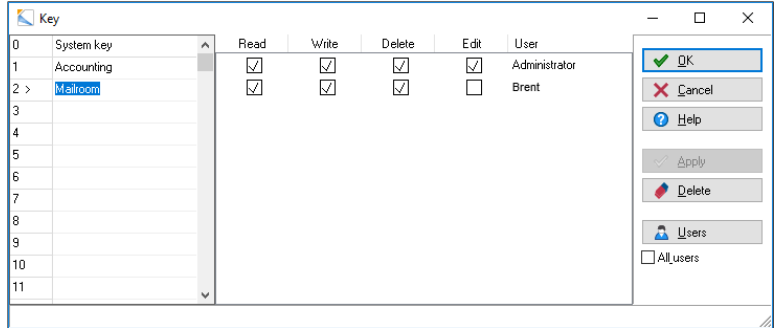 Key
0 System key Read Write Delete Edit User
1 Accounting Administrator
2 > Mailroom Brent
3
4
5
6
7
8
9
10
11
OK
Cancel
Help
Apply
Delete
Users
All users